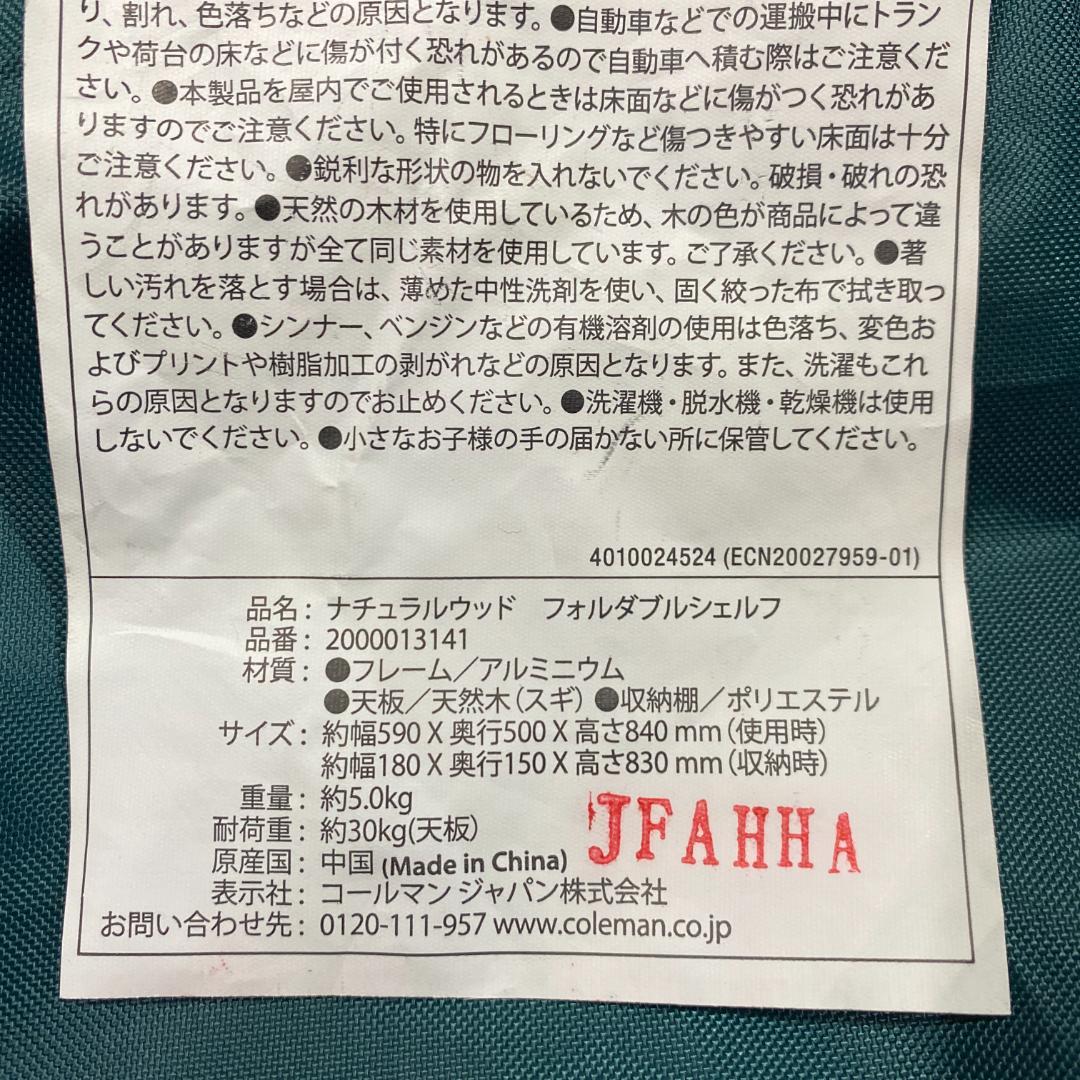 り、割れ、色落ちなどの原因となります。●自動車などでの運搬中にトラン
クや荷台の床などに傷が付く恐れがあるので自動車へ積む際はご注意くだ
さい。●本製品を屋内でご使用されるときは床面などに傷がつく恐れがあ
りますのでご注意ください。特にフローリングなど傷つきやすい床面は十分
ご注意ください。●鋭利な形状の物を入れないでください。破損・破れの恐
れがあります。●天然の木材を使用しているため、木の色が商品によって違
うことがありますが全て同じ素材を使用しています。ご了承ください。●著
しい汚れを落とす場合は、薄めた中性洗剤を使い、固く絞った布で拭き取っ
てください。●シンナー、ベンジンなどの有機溶剤の使用は色落ち、変色お
よびプリントや樹脂加工の剥がれなどの原因となります。また、洗濯もこれ
らの原因となりますのでお止めください。●洗濯機・脱水機・乾燥機は使用
しないでください。●小さなお子様の手の届かない所に保管してください。
4010024524 (ECN20027959-01)
品名: ナチュラルウッド　フォルダブルシェルフ
品番: 2000013141
材質: ●フレーム／アルミニウム
●天板／天然木(スギ) ●収納棚／ポリエステル
サイズ: 約幅590 X 奥行500 X 高さ840 mm(使用時)
約幅180 X 奥行150 X 高さ830 mm(収納時)
重量: 約5.0kg
耐荷重: 約30kg(天板)
JFAHHA
原産国: 中国 (Made in China)
表示社: コールマン ジャパン株式会社
お問い合わせ先: 0120-111-957 www.coleman.co.jp